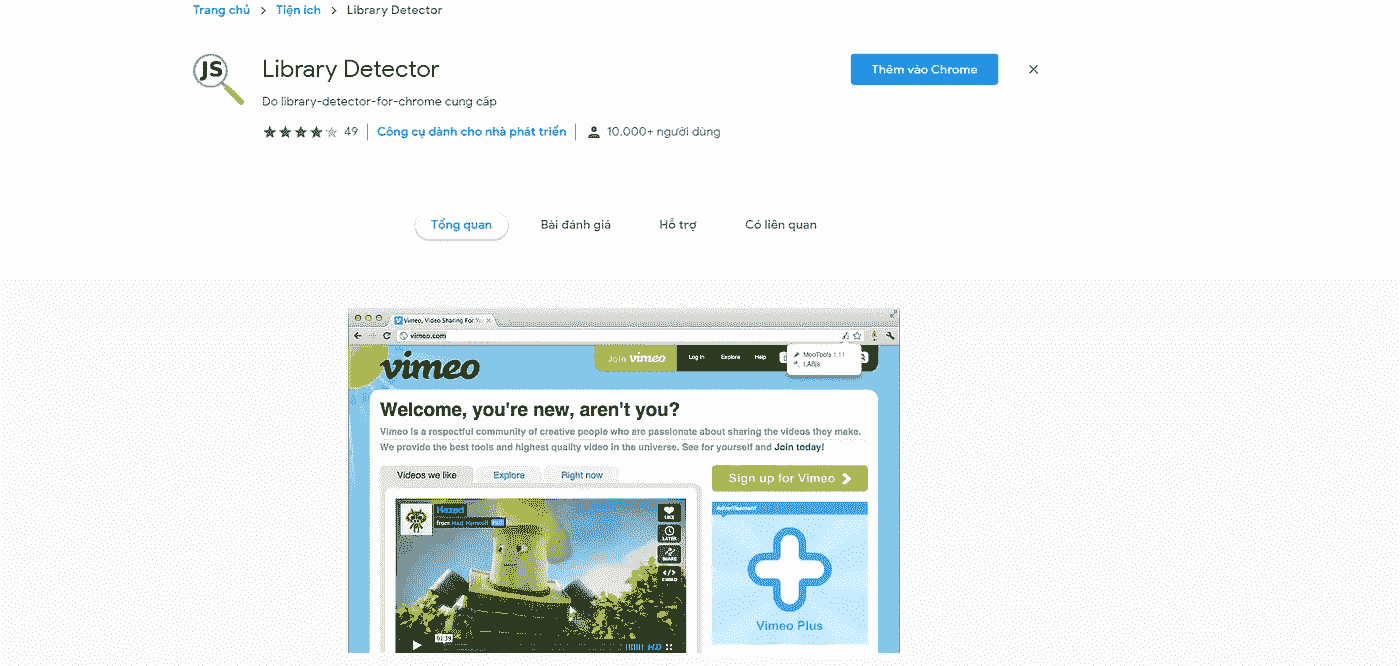 Trang chủ > Tiện ích > Library Detector
JS
Library Detector
Thêm vào Chrome
Do library-detector-for-chrome cung cấp
49 Công cụ dành cho nhà phát triển 10.000+ người dùng
Tổng quan Bài đánh giá Hỗ trợ Có liên quan
Vimeo, Video Sharing For
vimeo.com
MooTools 1.11
LABjs
vimeo
Join vimeo Log In Explore Help
Welcome, you're new, aren't you?
Vimeo is a respectful community of creative people who are passionate about sharing the videos they make.
We provide the best tools and highest quality video in the universe. See for yourself and Join today!
Videos we like Explore Right now
Sign up for Vimeo
Advertisement
Hazed
from
LIKE
LATER
SHARE
EMBED
Vimeo Plus
01:39
HD